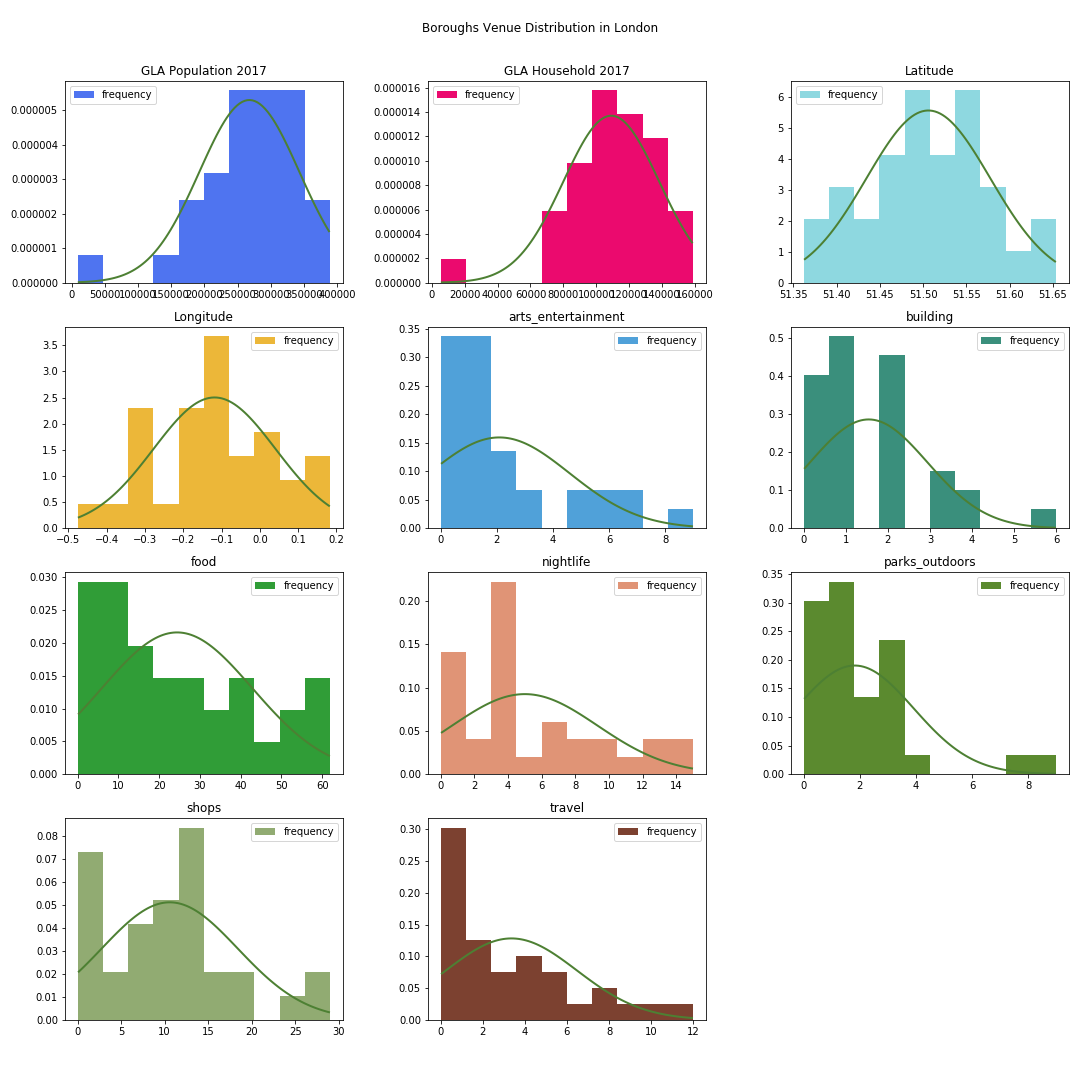 Boroughs Venue Distribution in London
GLA Population 2017
frequency
0.000005
0.000004
0.000003
0.000002
0.000001
0.000000
0 50000 100000 150000 200000 250000 300000 350000 400000
GLA Household 2017
frequency
0.000016
0.000014
0.000012
0.000010
0.000008
0.000006
0.000004
0.000002
0.000000
0 20000 40000 60000 80000 100000 120000 140000 160000
Latitude
frequency
6
5
4
3
2
1
0
51.35 51.40 51.45 51.50 51.55 51.60 51.65
Longitude
frequency
3.5
3.0
2.5
2.0
1.5
1.0
0.5
0.0
−0.5 −0.4 −0.3 −0.2 −0.1 0.0 0.1 0.2
arts_entertainment
frequency
0.35
0.30
0.25
0.20
0.15
0.10
0.05
0.00
0 2 4 6 8
building
frequency
0.5
0.4
0.3
0.2
0.1
0.0
0 1 2 3 4 5 6
food
frequency
0.030
0.025
0.020
0.015
0.010
0.005
0.000
0 10 20 30 40 50 60
nightlife
frequency
0.20
0.15
0.10
0.05
0.00
0 2 4 6 8 10 12 14
parks_outdoors
frequency
0.35
0.30
0.25
0.20
0.15
0.10
0.05
0.00
0 2 4 6 8
shops
frequency
0.08
0.07
0.06
0.05
0.04
0.03
0.02
0.01
0.00
0 5 10 15 20 25 30
travel
frequency
0.30
0.25
0.20
0.15
0.10
0.05
0.00
0 2 4 6 8 10 12